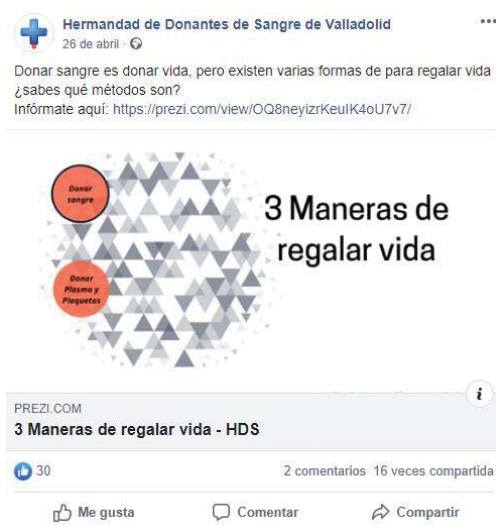 Hermandad de Donantes de Sangre de Valladolid
26 de abril ·
Donar sangre es donar vida, pero existen varias formas de para regalar vida
¿sabes qué métodos son?
Infórmate aquí: https://prezi.com/view/OQ8neyizrKeuIK4oU7v7/
Donar
sangre
3 Maneras de
regalar vida
Donar
Plasma y
Plaquetas
i
PREZI.COM
3 Maneras de regalar vida - HDS
30
2 comentarios 16 veces compartida
Me gusta
Comentar
Compartir